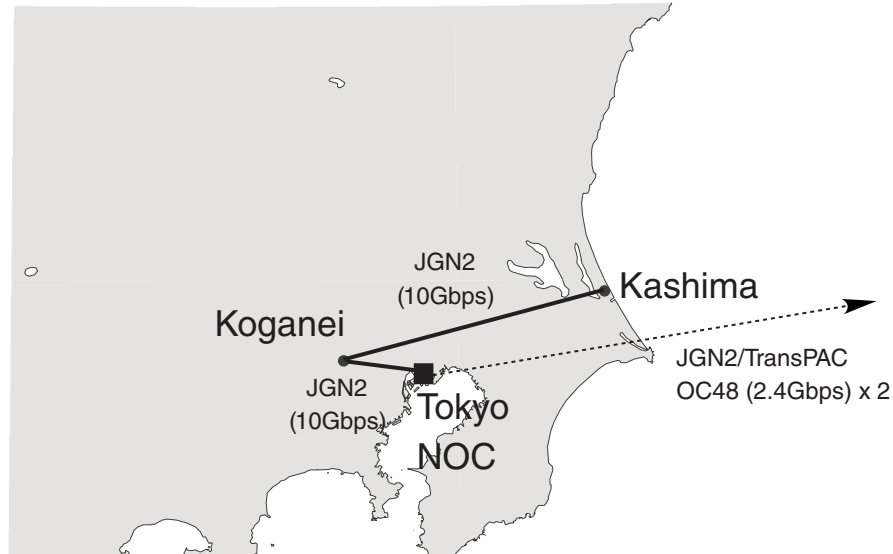 JGN2
(10Gbps)
Kashima
Koganei
JGN2/TransPAC
OC48 (2.4Gbps) x 2
JGN2
(10Gbps)
Tokyo
NOC